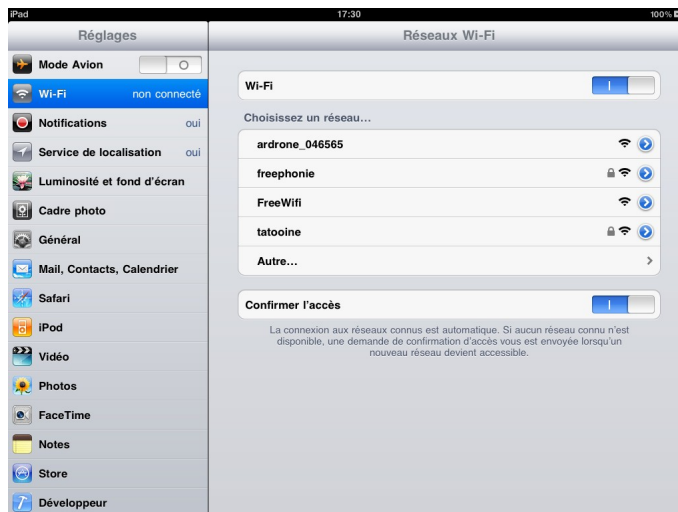 iPad 17:30 100%
Réglages
Réseaux Wi-Fi
Mode Avion
Wi-Fi non connecté
Notifications oui
Service de localisation oui
Luminosité et fond d'écran
Cadre photo
Général
Mail, Contacts, Calendrier
Safari
iPod
Vidéo
Photos
FaceTime
Notes
Store
Développeur
Wi-Fi
Choisissez un réseau...
ardrone_046565
freephonie
FreeWifi
tatooine
Autre...
Confirmer l'accès
La connexion aux réseaux connus est automatique. Si aucun réseau connu n'est
disponible, une demande de confirmation d'accès vous est envoyée lorsqu'un
nouveau réseau devient accessible.